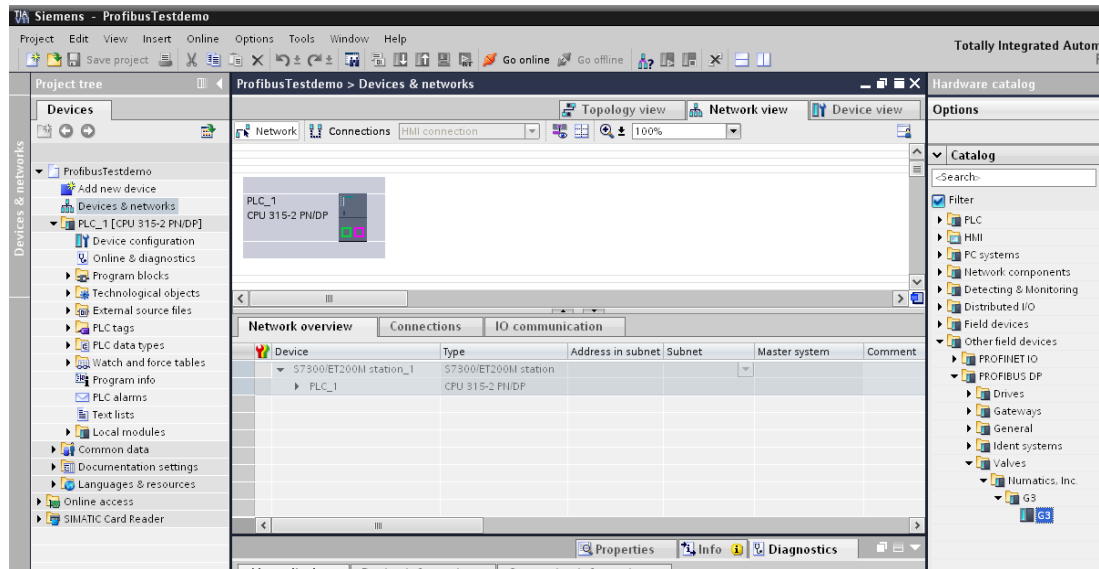 Siemens - ProfibusTestdemo
Project Edit View Insert Online Options Tools Window Help
Totally Integrated Autom
Save project Go online Go offline
Project tree
ProfibusTestdemo > Devices & networks
Hardware catalog
Devices
Topology view Network view Device view
Options
Network Connections HMI connection 100%
Devices & networks
Catalog
<Search>
Filter
ProfibusTestdemo
Add new device
Devices & networks
PLC_1 [CPU 315-2 PN/DP]
Device configuration
Online & diagnostics
Program blocks
Technological objects
External source files
PLC tags
PLC data types
Watch and force tables
Program info
PLC alarms
Text lists
Local modules
Common data
Documentation settings
Languages & resources
Online access
SIMATIC Card Reader
PLC_1
CPU 315-2 PN/DP
Network overview Connections IO communication
Device Type Address in subnet Subnet Master system Comment
S7300/ET200M station_1 S7300/ET200M station
PLC_1 CPU 315-2 PN/DP
Properties Info Diagnostics
PLC
HMI
PC systems
Network components
Detecting & Monitoring
Distributed I/O
Field devices
Other field devices
PROFINET IO
PROFIBUS DP
Drives
Gateways
General
Ident systems
Valves
Numatics, Inc.
G3
G3